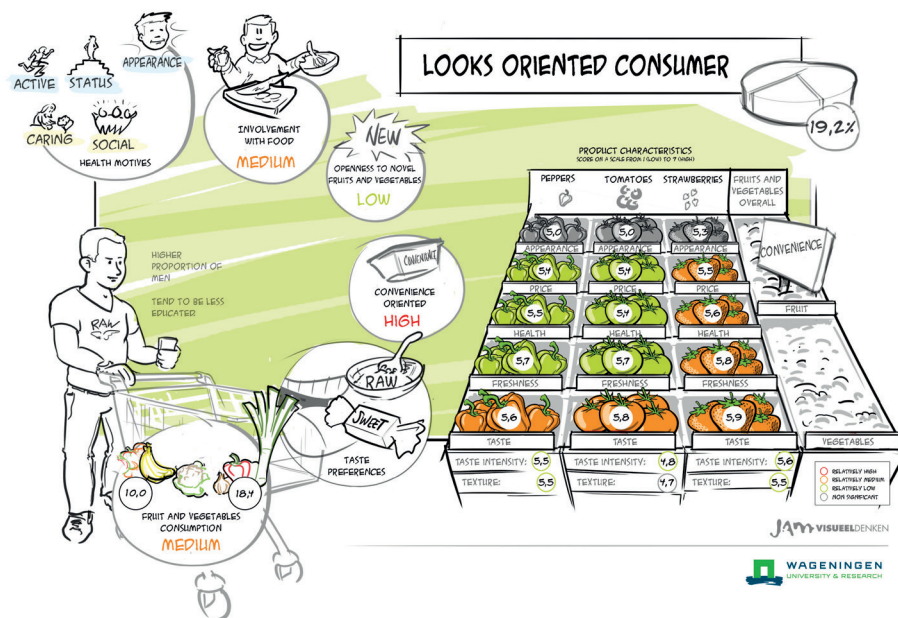 LOOKS ORIENTED CONSUMER
19,2%
ACTIVE
STATUS
APPEARANCE
CARING
SOCIAL
HEALTH MOTIVES
INVOLVEMENT
WITH FOOD
MEDIUM
NEW
OPENNESS TO NOVEL
FRUITS AND VEGETABLES
LOW
CONVENIENCE
CONVENIENCE
ORIENTED
HIGH
HIGHER
PROPORTION OF
MEN
TEND TO BE LESS
EDUCATED
RAW
RAW
SWEET
TASTE
PREFERENCES
10,0
18,4
FRUIT AND VEGETABLES
CONSUMPTION
MEDIUM
PRODUCT CHARACTERISTICS
SCORE ON A SCALE FROM 1 (LOW) TO 7 (HIGH)
PEPPERS TOMATOES STRAWBERRIES
FRUITS AND
VEGETABLES
OVERALL
5,0 5,0 5,3
APPEARANCE APPEARANCE APPEARANCE
5,4 5,4 5,5
PRICE PRICE PRICE
5,5 5,4 5,6
HEALTH HEALTH HEALTH
5,7 5,7 5,8
FRESHNESS FRESHNESS FRESHNESS
5,6 5,8 5,9
TASTE TASTE TASTE
TASTE INTENSITY: 5,5 TASTE INTENSITY: 4,8 TASTE INTENSITY: 5,6
TEXTURE: 5,5 TEXTURE: 4,7 TEXTURE: 5,5
CONVENIENCE
FRUIT
VEGETABLES
RELATIVELY HIGH
RELATIVELY MEDIUM
RELATIVELY LOW
NON SIGNIFICANT
JAM VISUEELDENKEN
WAGENINGEN
UNIVERSITY & RESEARCH